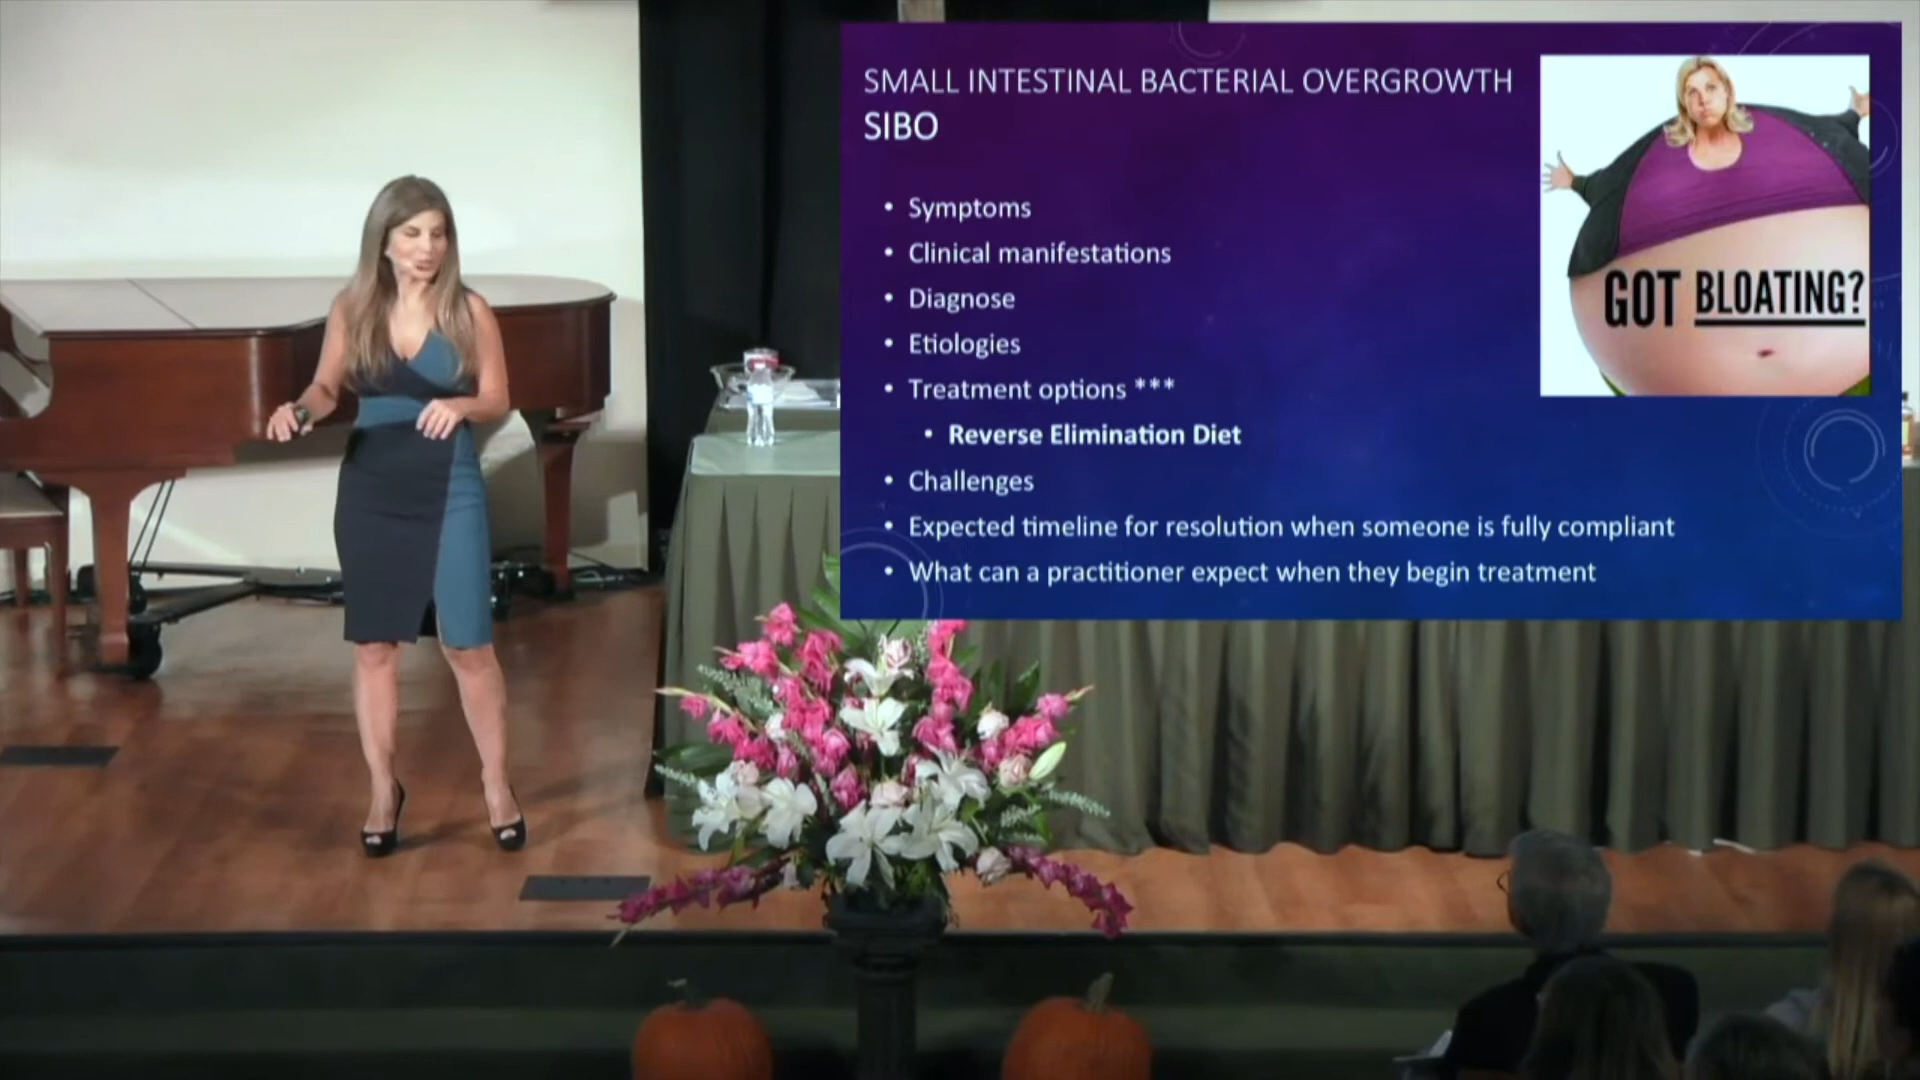 SMALL INTESTINAL BACTERIAL OVERGROWTH
SIBO
• Symptoms
• Clinical manifestations
• Diagnose
• Etiologies
• Treatment options ***
• Reverse Elimination Diet
• Challenges
• Expected timeline for resolution when someone is fully compliant
• What can a practitioner expect when they begin treatment
GOT BLOATING?